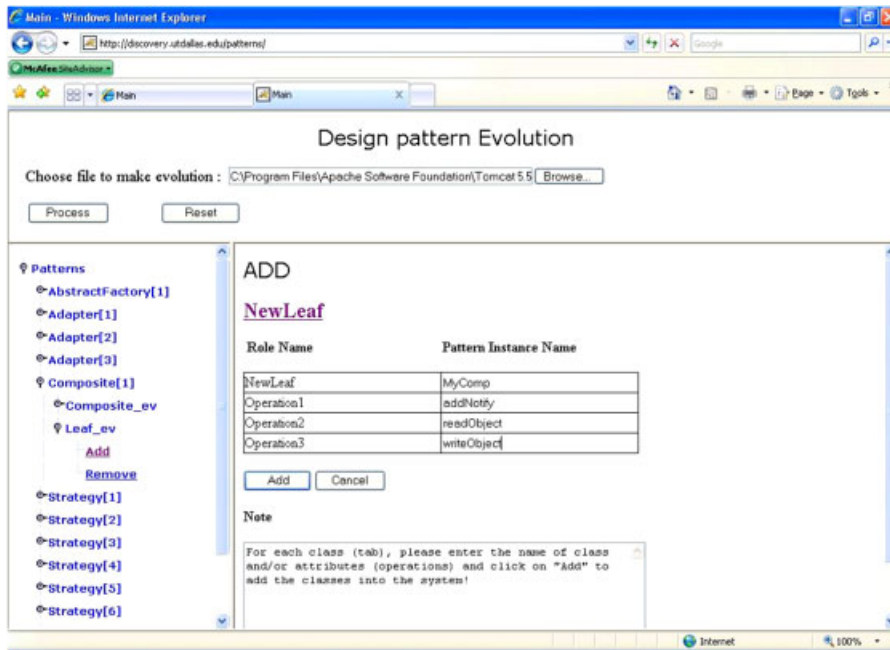 Main - Windows Internet Explorer
http://discovery.utdallas.edu/patterns/
Google
McAfee SiteAdvisor
Main
Main
Page
Tools
Design pattern Evolution
Choose file to make evolution : C:\Program Files\Apache Software Foundation\Tomcat 5.5 Browse...
Process Reset
Patterns
AbstractFactory[1]
Adapter[1]
Adapter[2]
Adapter[3]
Composite[1]
Composite_ev
Leaf_ev
Add
Remove
Strategy[1]
Strategy[2]
Strategy[3]
Strategy[4]
Strategy[5]
Strategy[6]
ADD
NewLeaf
Role Name Pattern Instance Name
NewLeaf MyComp
Operation1 addNotify
Operation2 readObject
Operation3 writeObject
Add Cancel
Note
For each class (tab), please enter the name of class
and/or attributes (operations) and click on "Add" to
add the classes into the system!
Internet 100%